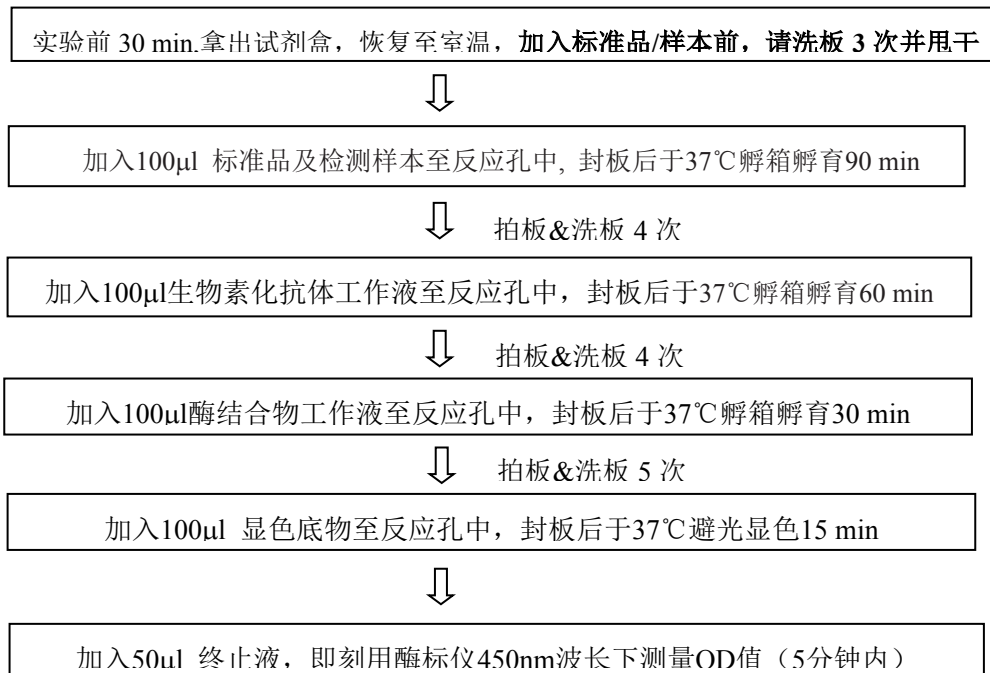 实验前 30 min,拿出试剂盒，恢复至室温，加入标准品/样本前，请洗板 3 次并甩干
加入100μl 标准品及检测样本至反应孔中, 封板后于37℃孵箱孵育90 min
拍板&洗板 4 次
加入100μl生物素化抗体工作液至反应孔中，封板后于37℃孵箱孵育60 min
拍板&洗板 4 次
加入100μl酶结合物工作液至反应孔中，封板后于37℃孵箱孵育30 min
拍板&洗板 5 次
加入100μl 显色底物至反应孔中，封板后于37℃避光显色15 min
加入50μl 终止液，即刻用酶标仪450nm波长下测量OD值（5分钟内）